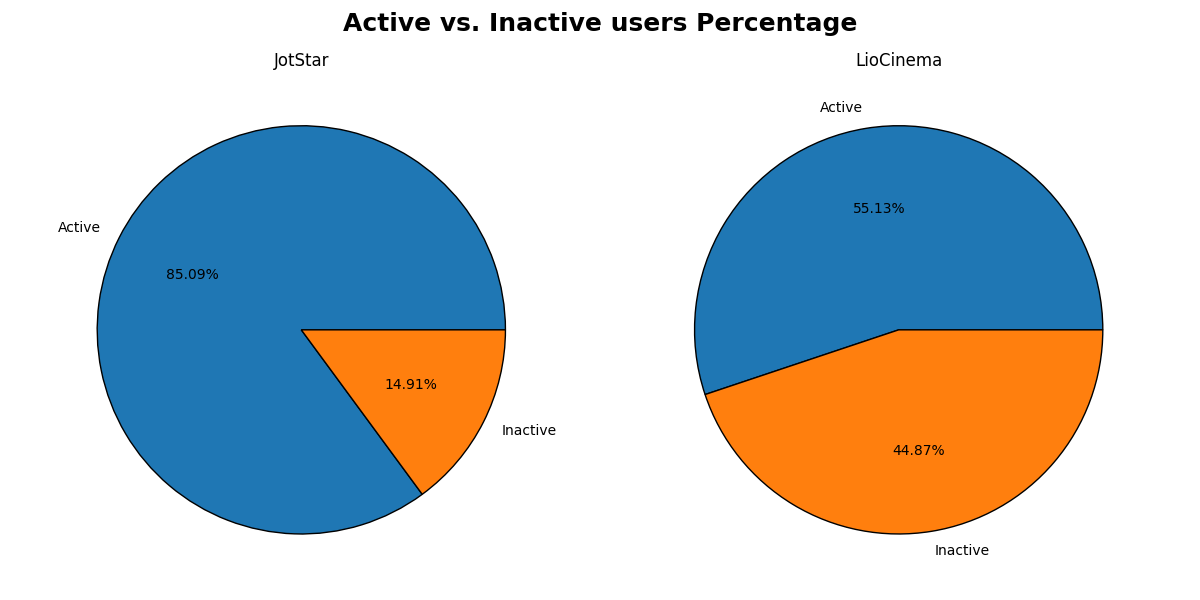 Active vs. Inactive users Percentage
JotStar
Active
85.09%
14.91%
Inactive
LioCinema
Active
55.13%
44.87%
Inactive